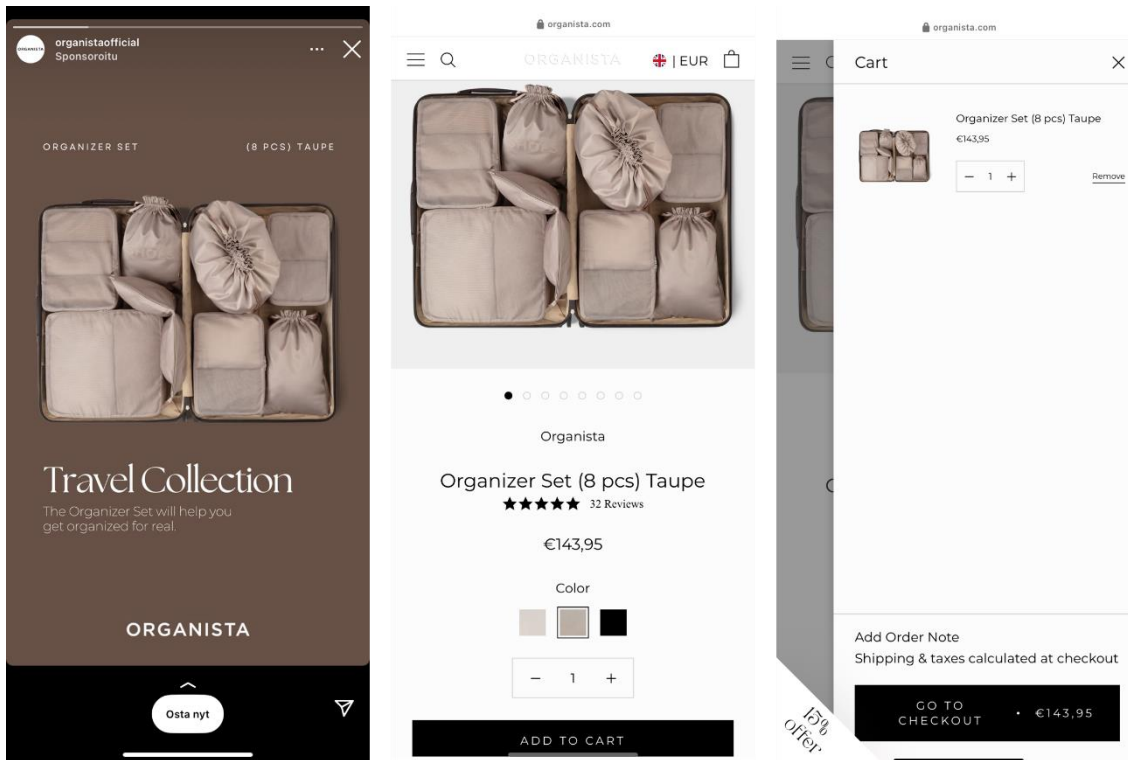 ORGANISTA
organistaofficial
Sponsoroitu
ORGANIZER SET
(8 PCS) TAUPE
Travel Collection
The Organizer Set will help you
get organized for real.
ORGANISTA
Osta nyt
organista.com
ORGANISTA
| EUR
Organista
Organizer Set (8 pcs) Taupe
32 Reviews
€143,95
Color
− 1 +
ADD TO CART
organista.com
Cart
Organizer Set (8 pcs) Taupe
€143,95
− 1 +
Remove
Add Order Note
Shipping & taxes calculated at checkout
GO TO
CHECKOUT
• €143,95
15%
offer